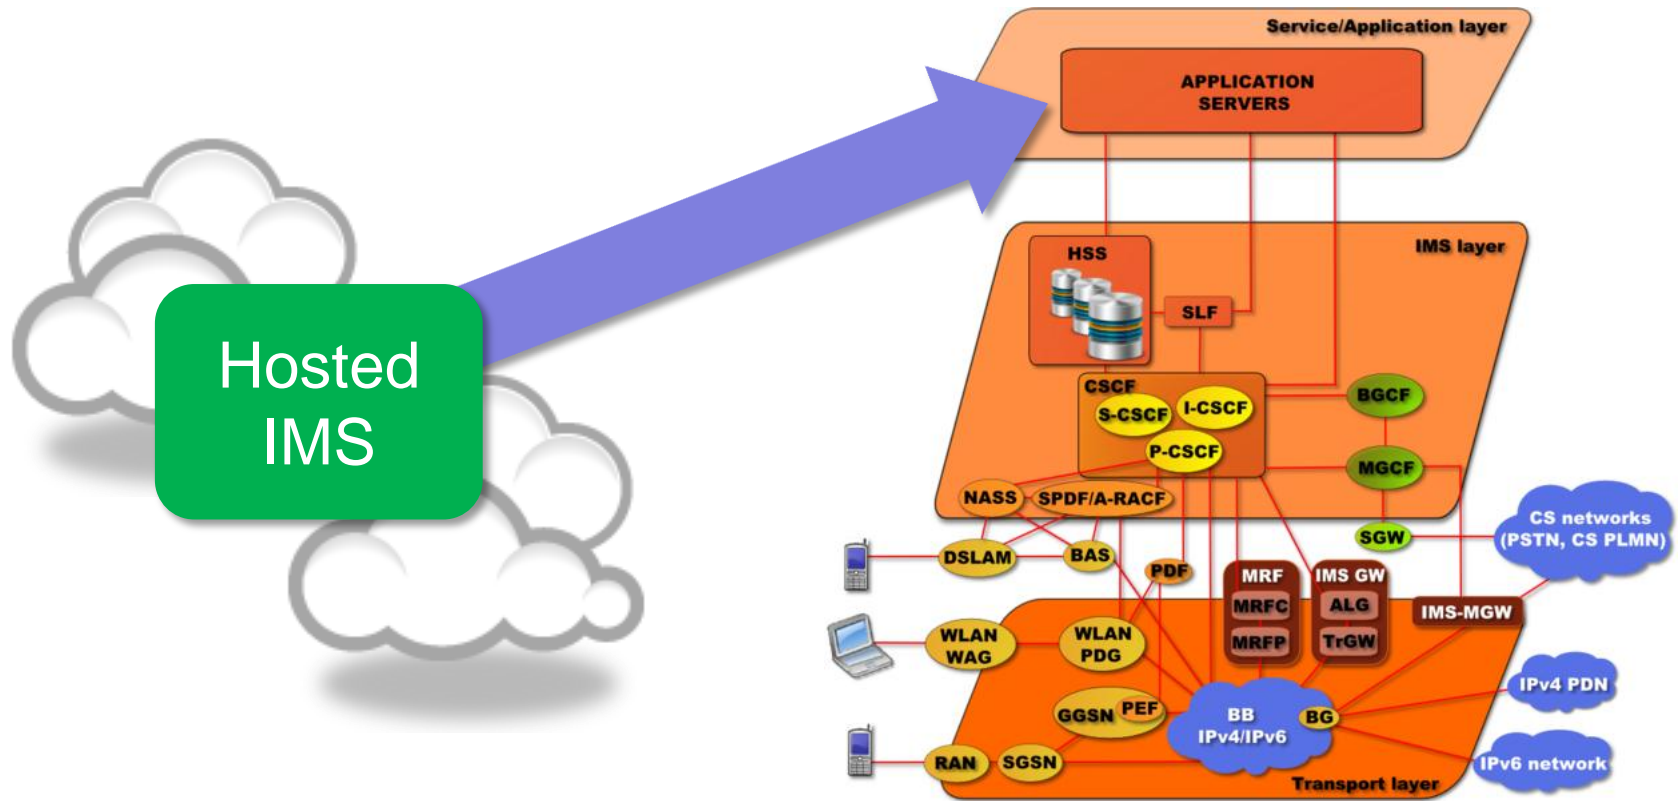 Service/Application layer
APPLICATION
SERVERS
Hosted
IMS
IMS layer
HSS
SLF
CSCF
S-CSCF
I-CSCF
P-CSCF
BGCF
MGCF
NASS
SPDF/A-RACF
SGW
CS networks
(PSTN, CS PLMN)
DSLAM
BAS
PDF
MRF
MRFC
MRFP
IMS GW
ALG
TrGW
IMS-MGW
WLAN
WAG
WLAN
PDG
GGSN
PEF
BB
IPv4/IPv6
BG
IPv4 PDN
IPv6 network
RAN
SGSN
Transport layer